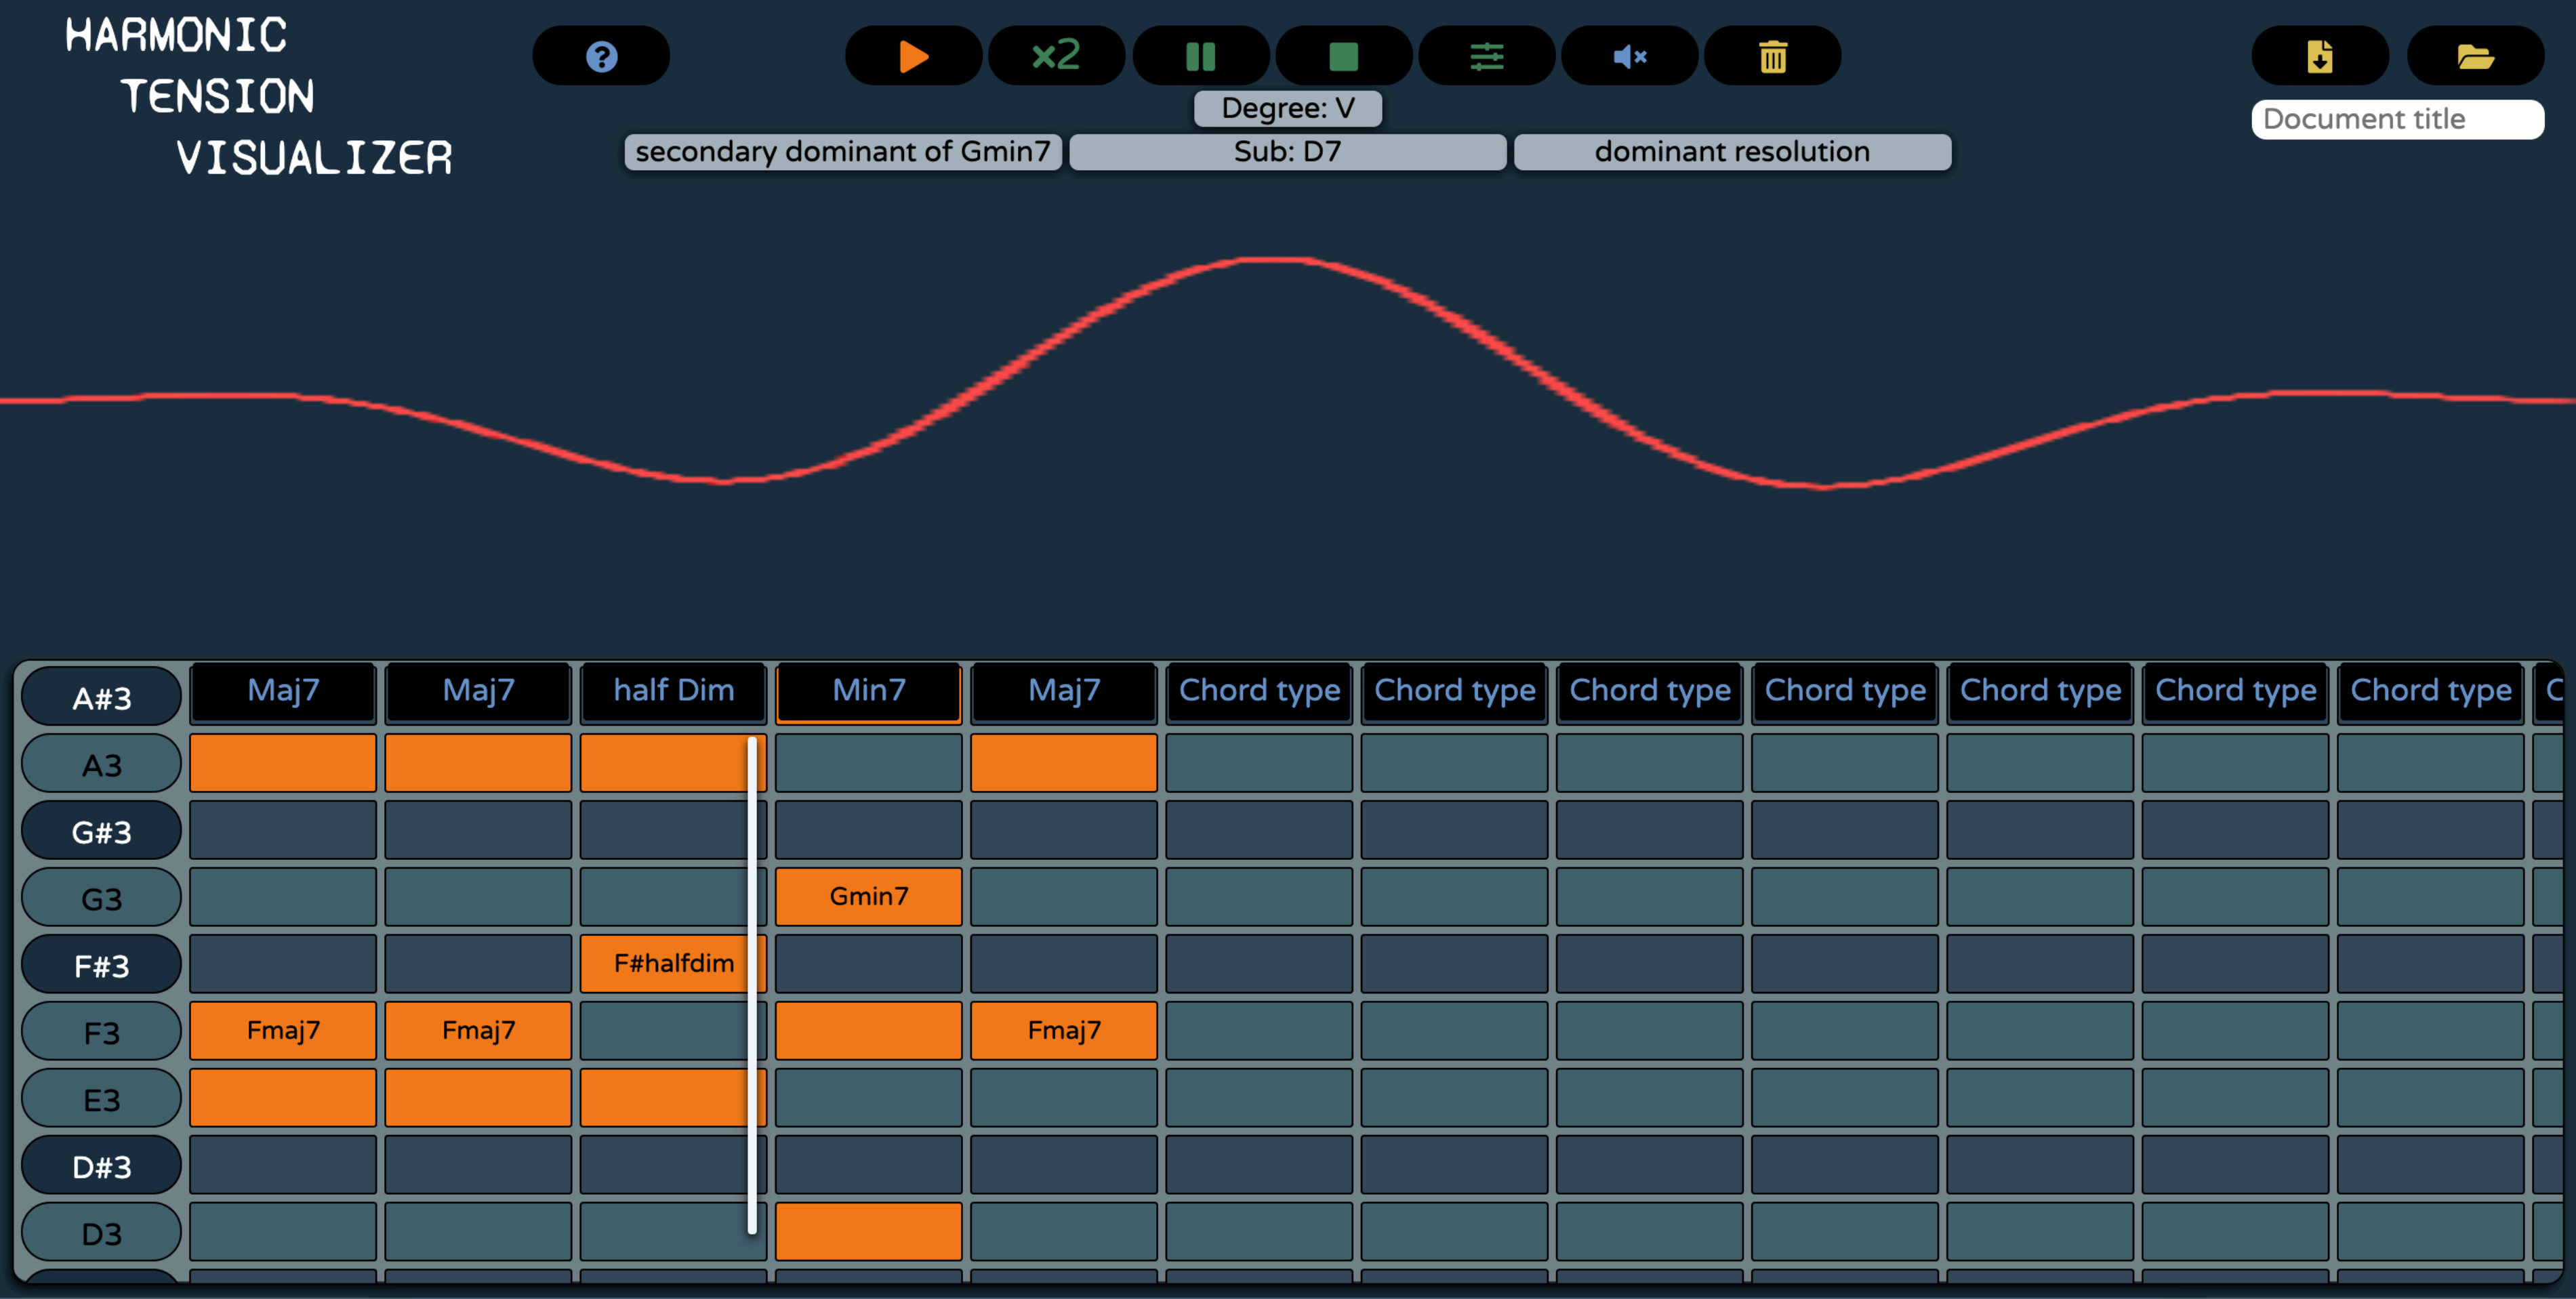 HARMONIC
TENSION
VISUALIZER
?
x2
Degree: V
secondary dominant of Gmin7
Sub: D7
dominant resolution
Document title
A#3
Maj7
Maj7
half Dim
Min7
Maj7
Chord type
Chord type
Chord type
Chord type
Chord type
Chord type
Chord type
C
A3
G#3
G3
Gmin7
F#3
F#halfdim
F3
Fmaj7
Fmaj7
Fmaj7
E3
D#3
D3